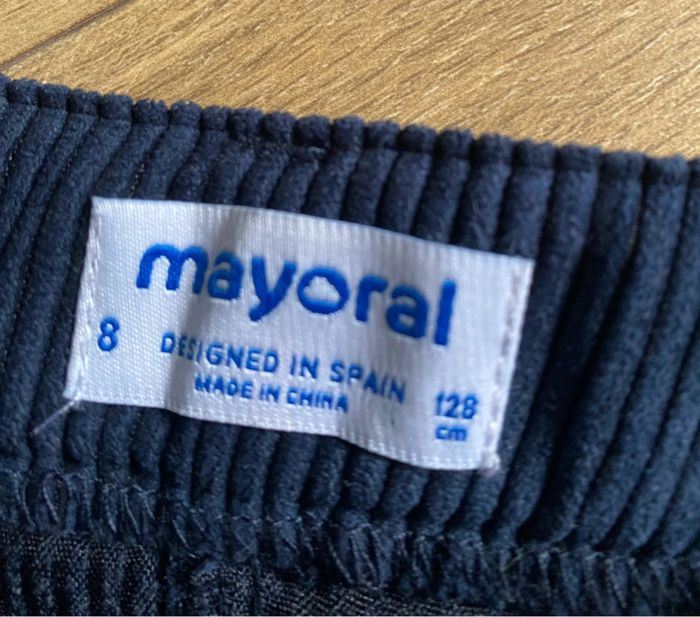 mayoral
8
DESIGNED IN SPAIN
MADE IN CHINA
128
cm